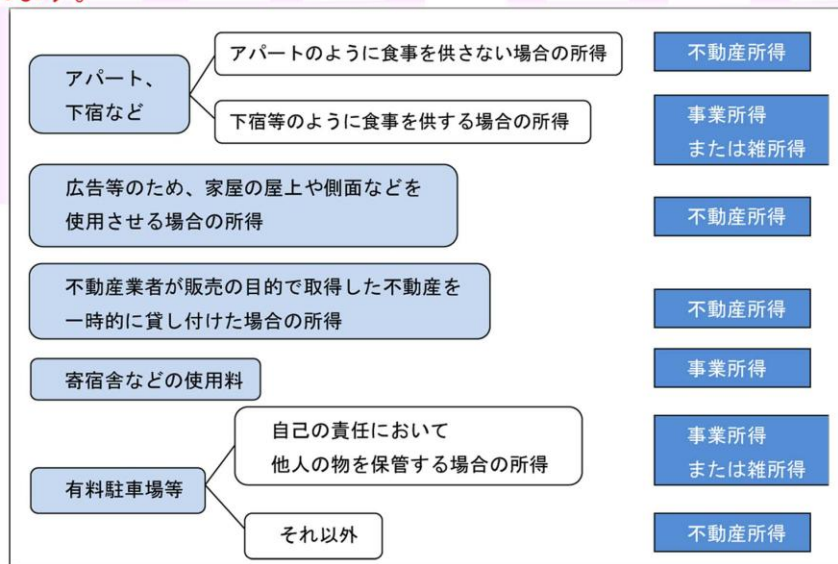 ます。
アパート、
下宿など
アパートのように食事を供さない場合の所得
不動産所得
下宿等のように食事を供する場合の所得
事業所得
または雑所得
広告等のため、家屋の屋上や側面などを
使用させる場合の所得
不動産所得
不動産業者が販売の目的で取得した不動産を
一時的に貸し付けた場合の所得
不動産所得
寄宿舎などの使用料
事業所得
有料駐車場等
自己の責任において
他人の物を保管する場合の所得
事業所得
または雑所得
それ以外
不動産所得